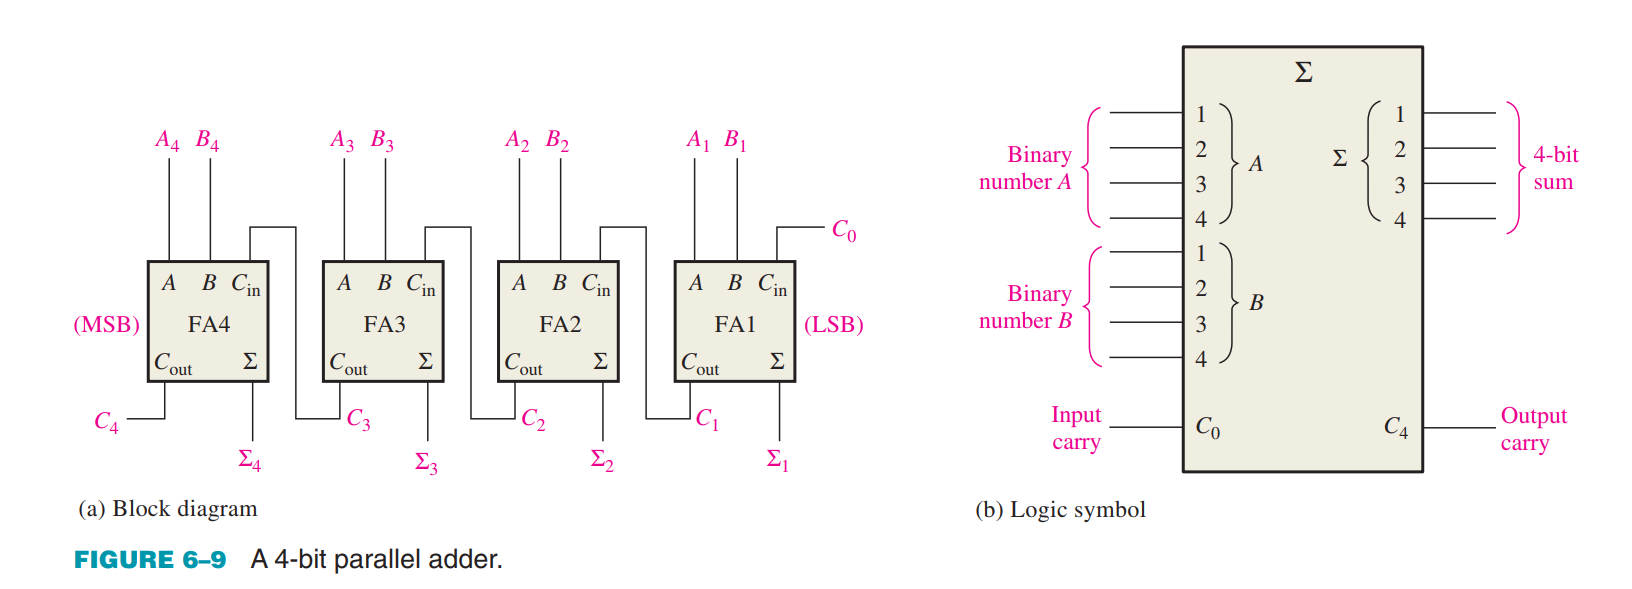 A4 B4 A3 B3 A2 B2 A1 B1
C0
A B Cin A B Cin A B Cin A B Cin
(MSB) FA4 FA3 FA2 FA1 (LSB)
Cout Σ Cout Σ Cout Σ Cout Σ
C4 C3 C2 C1
Σ4 Σ3 Σ2 Σ1
(a) Block diagram
Σ
Binary
number A
1
2
3
4
A
Binary
number B
1
2
3
4
B
Input
carry
C0
Σ
1
2
3
4
4-bit
sum
C4
Output
carry
(b) Logic symbol
FIGURE 6–9 A 4-bit parallel adder.